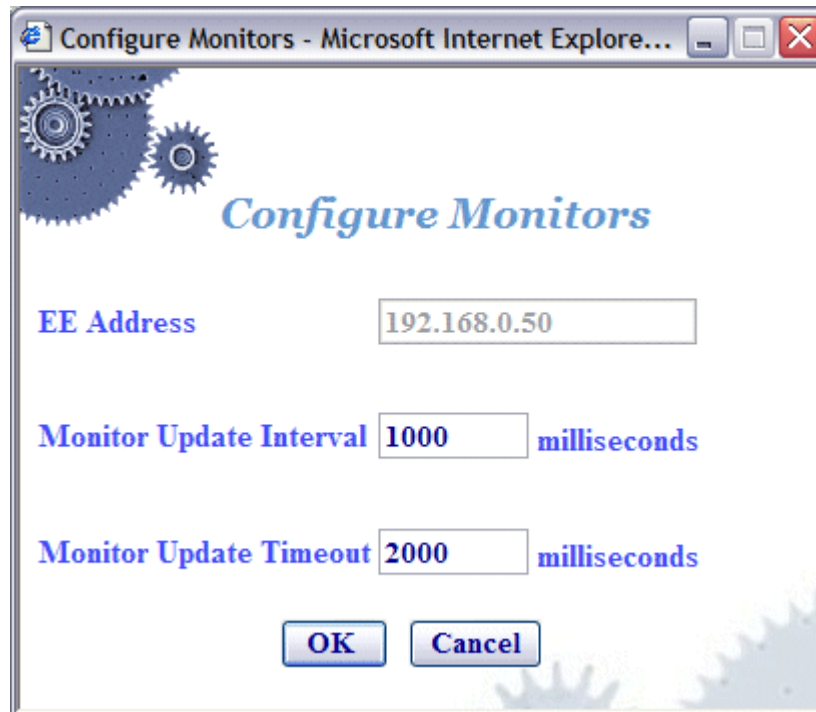 Configure Monitors - Microsoft Internet Explore...
Configure Monitors
EE Address 192.168.0.50
Monitor Update Interval 1000 milliseconds
Monitor Update Timeout 2000 milliseconds
OK Cancel